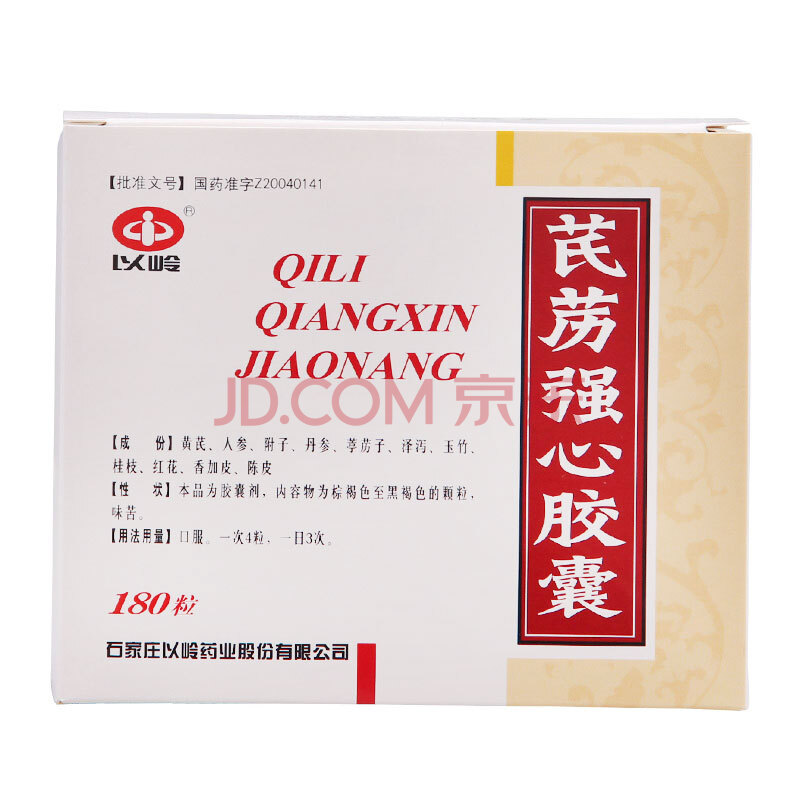 【批准文号】国药准字Z20040141
®
以岭
QILI
QIANGXIN
JIAONANG
芪苈强心胶囊
JD.COM 京东
【成 份】黄芪、人参、附子、丹参、葶苈子、泽泻、玉竹、
桂枝、红花、香加皮、陈皮
【性 状】本品为胶囊剂，内容物为棕褐色至黑褐色的颗粒，
味苦。
【用法用量】口服。一次4粒，一日3次。
180粒
石家庄以岭药业股份有限公司